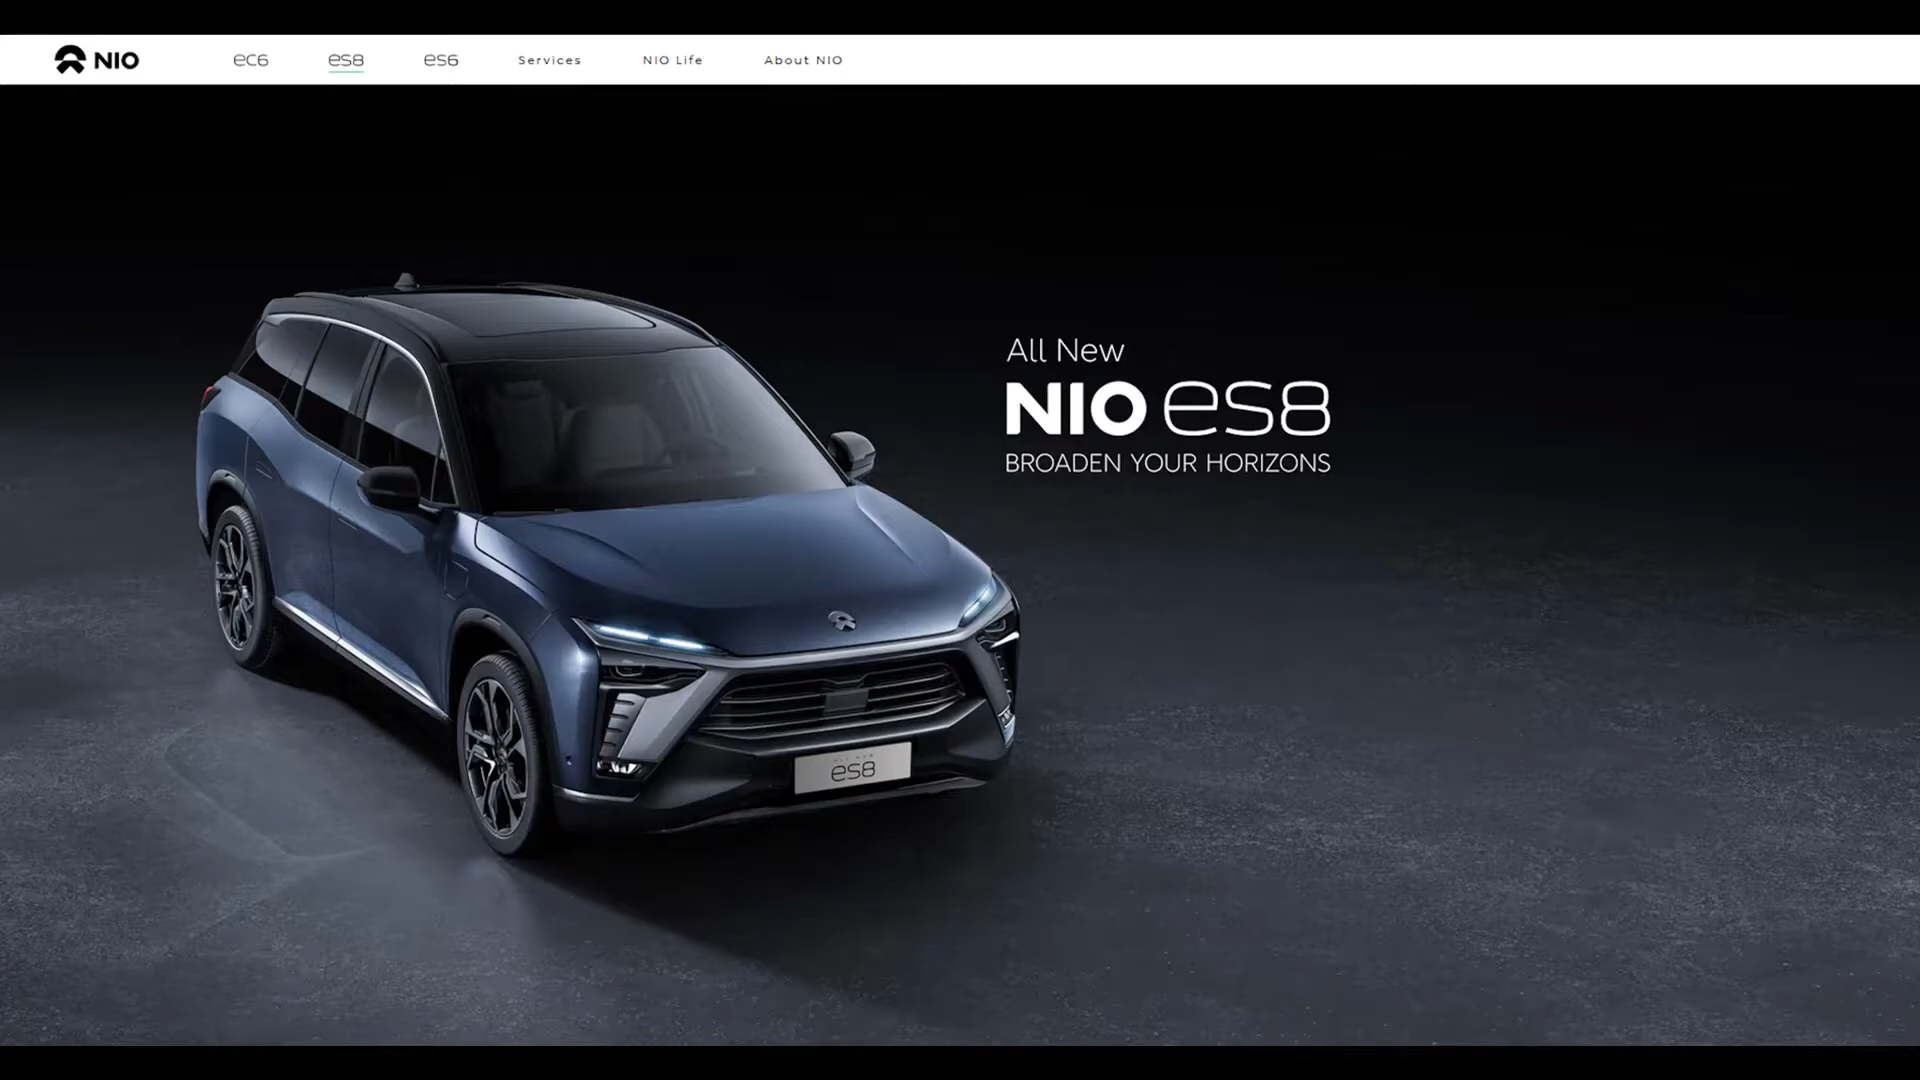 NIO
ec6
es8
es6
Services
NIO Life
About NIO
All New
NIO es8
BROADEN YOUR HORIZONS
es8